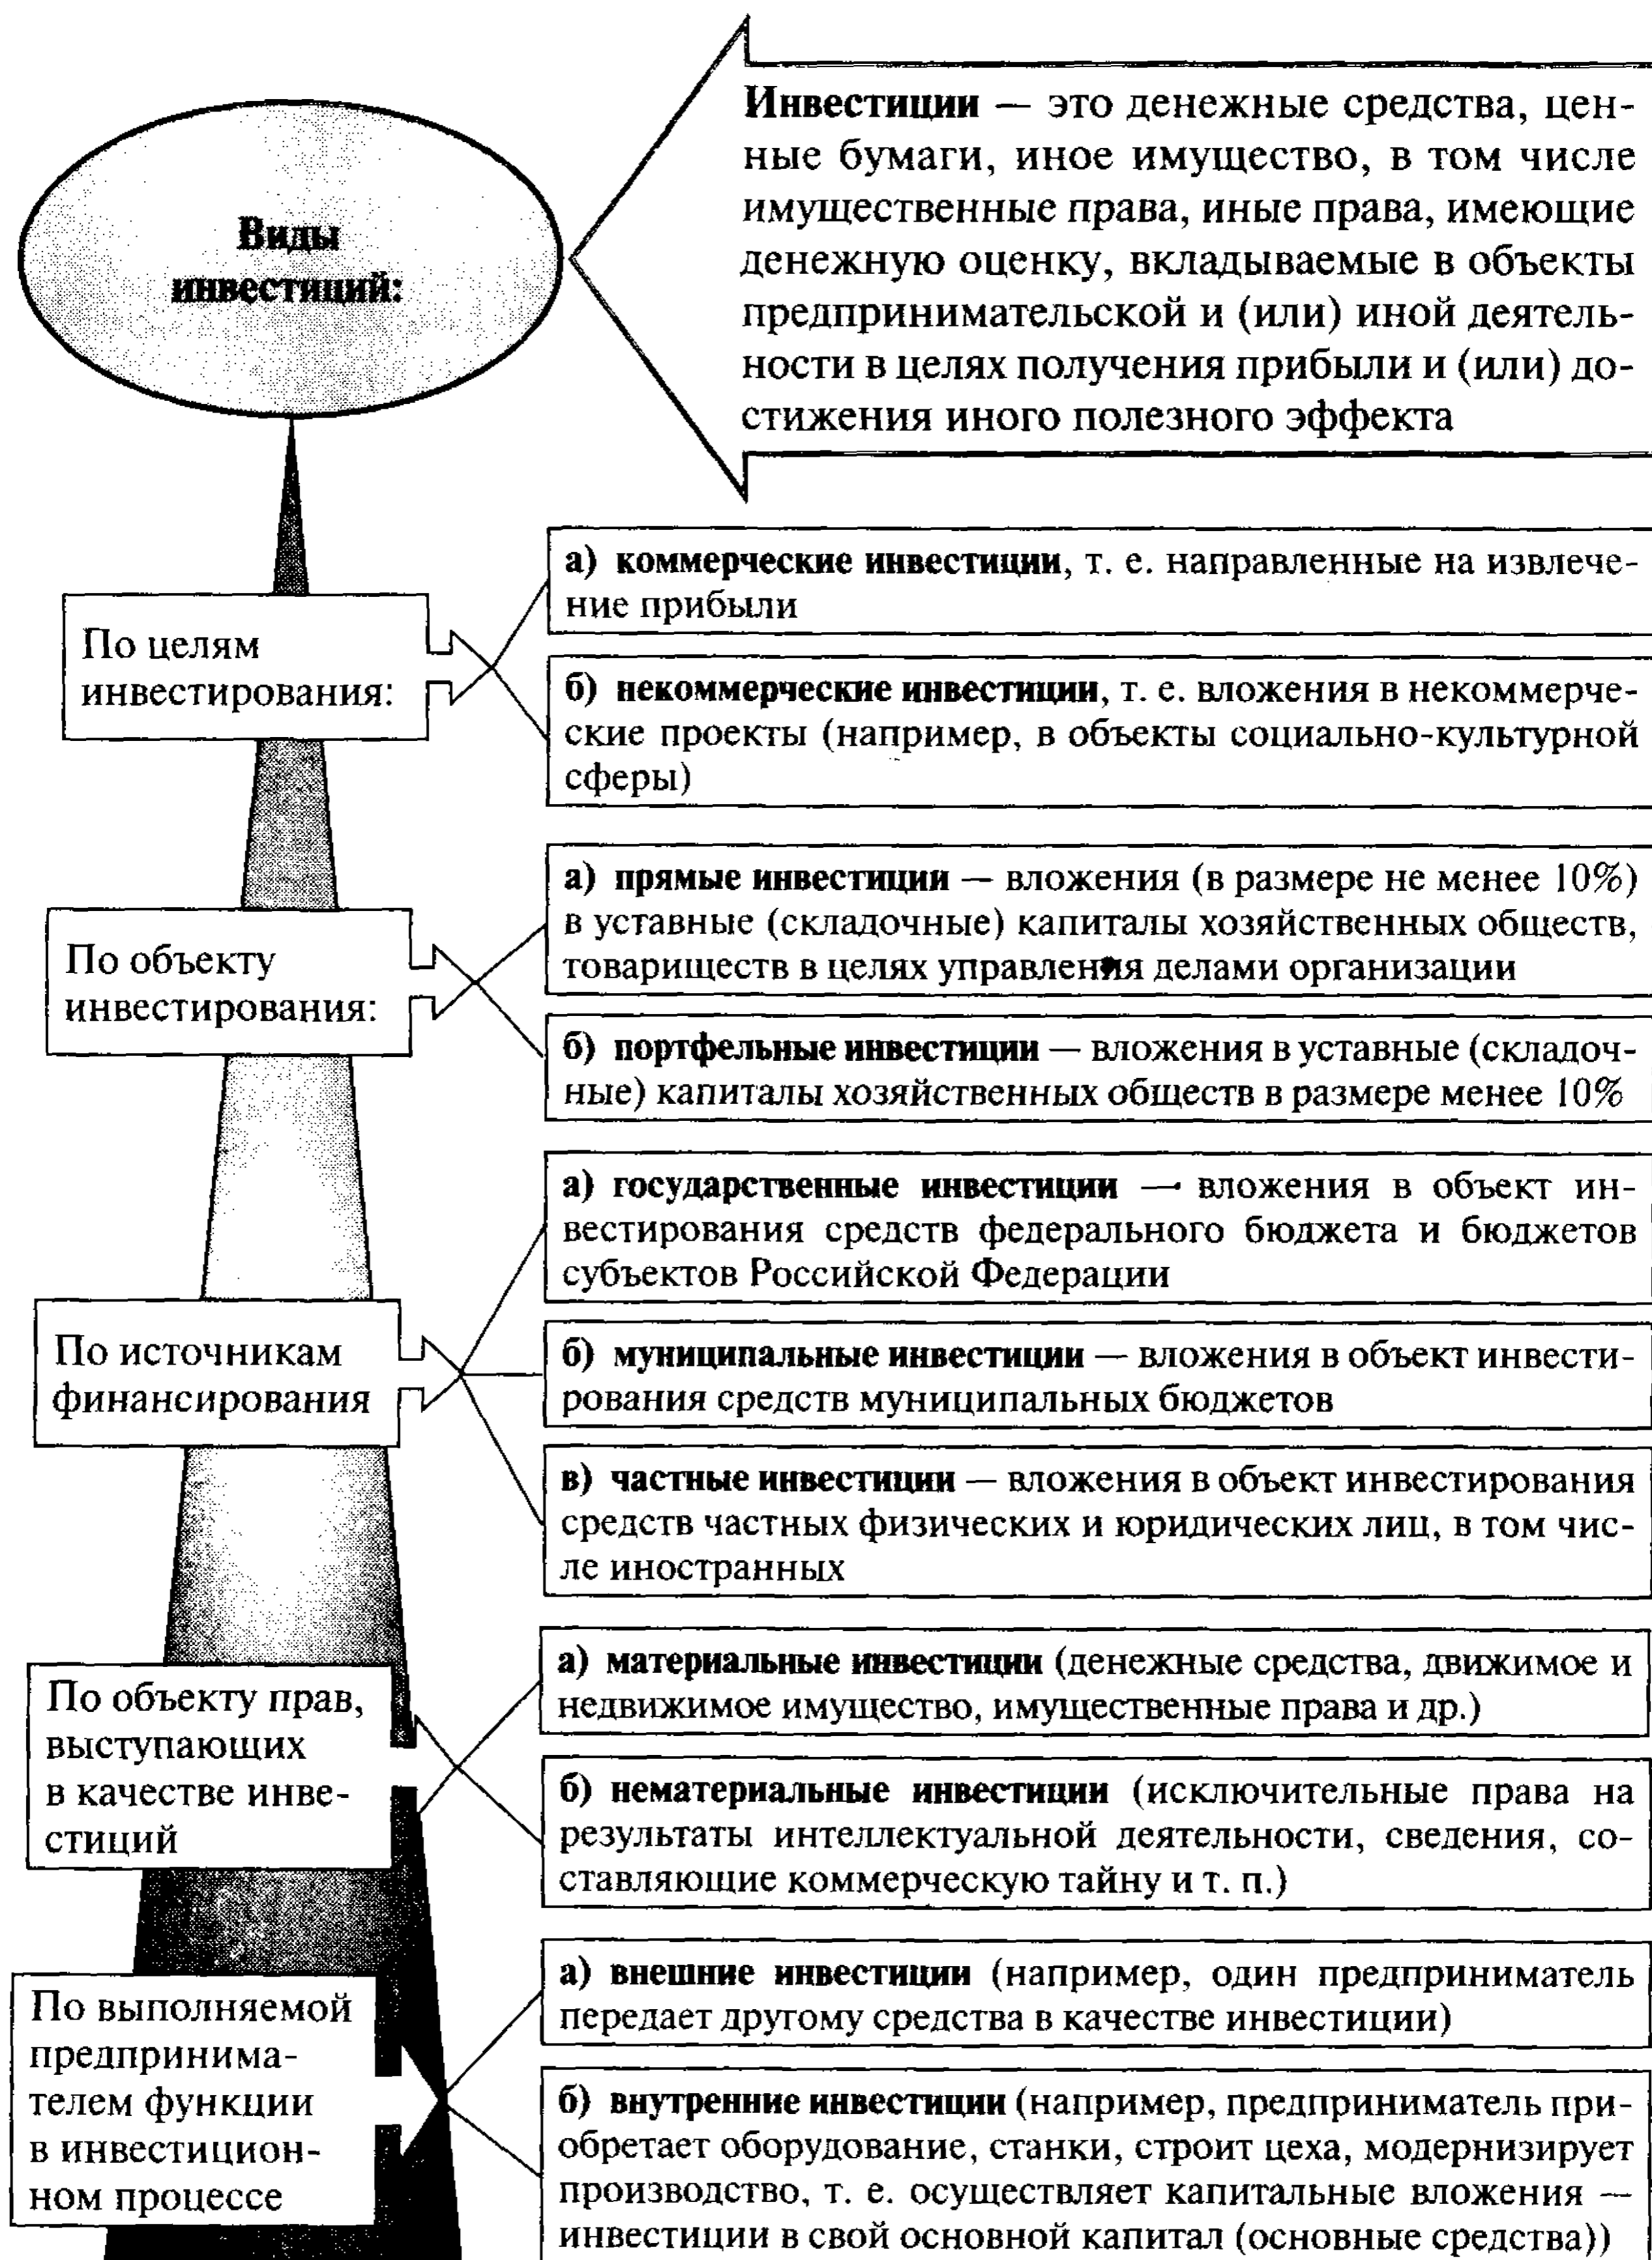 Виды
инвестиций:
Инвестиции — это денежные средства, цен-
ные бумаги, иное имущество, в том числе
имущественные права, иные права, имеющие
денежную оценку, вкладываемые в объекты
предпринимательской и (или) иной деятель-
ности в целях получения прибыли и (или) до-
стижения иного полезного эффекта
По целям
инвестирования:
а) коммерческие инвестиции, т. е. направленные на извлече-
ние прибыли
б) некоммерческие инвестиции, т. е. вложения в некоммерче-
ские проекты (например, в объекты социально-культурной
сферы)
По объекту
инвестирования:
а) прямые инвестиции — вложения (в размере не менее 10%)
в уставные (складочные) капиталы хозяйственных обществ,
товариществ в целях управления делами организации
б) портфельные инвестиции — вложения в уставные (складоч-
ные) капиталы хозяйственных обществ в размере менее 10%
По источникам
финансирования
а) государственные инвестиции — вложения в объект ин-
вестирования средств федерального бюджета и бюджетов
субъектов Российской Федерации
б) муниципальные инвестиции — вложения в объект инвести-
рования средств муниципальных бюджетов
в) частные инвестиции — вложения в объект инвестирования
средств частных физических и юридических лиц, в том чис-
ле иностранных
По объекту прав,
выступающих
в качестве инве-
стиций
а) материальные инвестиции (денежные средства, движимое и
недвижимое имущество, имущественные права и др.)
б) нематериальные инвестиции (исключительные права на
результаты интеллектуальной деятельности, сведения, со-
ставляющие коммерческую тайну и т. п.)
По выполняемой
предпринима-
телем функции
в инвестицион-
ном процессе
а) внешние инвестиции (например, один предприниматель
передает другому средства в качестве инвестиции)
б) внутренние инвестиции (например, предприниматель при-
обретает оборудование, станки, строит цеха, модернизирует
производство, т. е. осуществляет капитальные вложения —
инвестиции в свой основной капитал (основные средства))